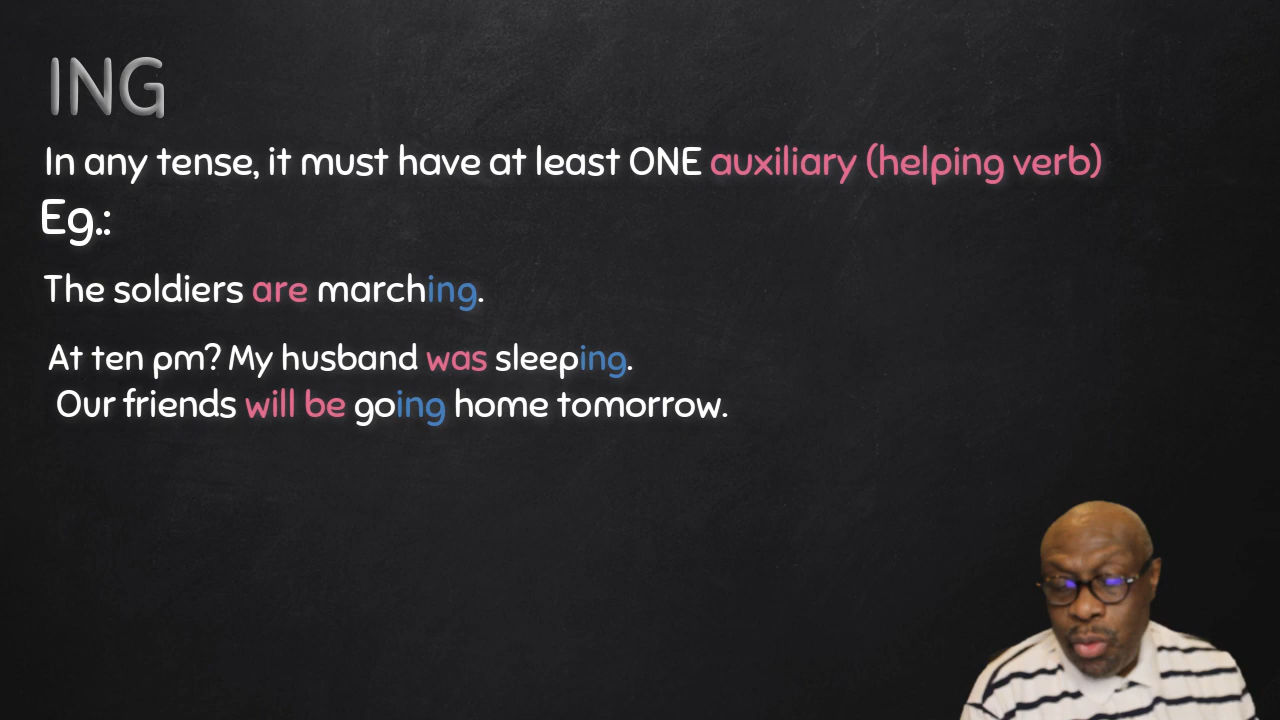 ING
In any tense, it must have at least ONE auxiliary (helping verb)
Eg.:
The soldiers are marching.
At ten pm? My husband was sleeping.
Our friends will be going home tomorrow.